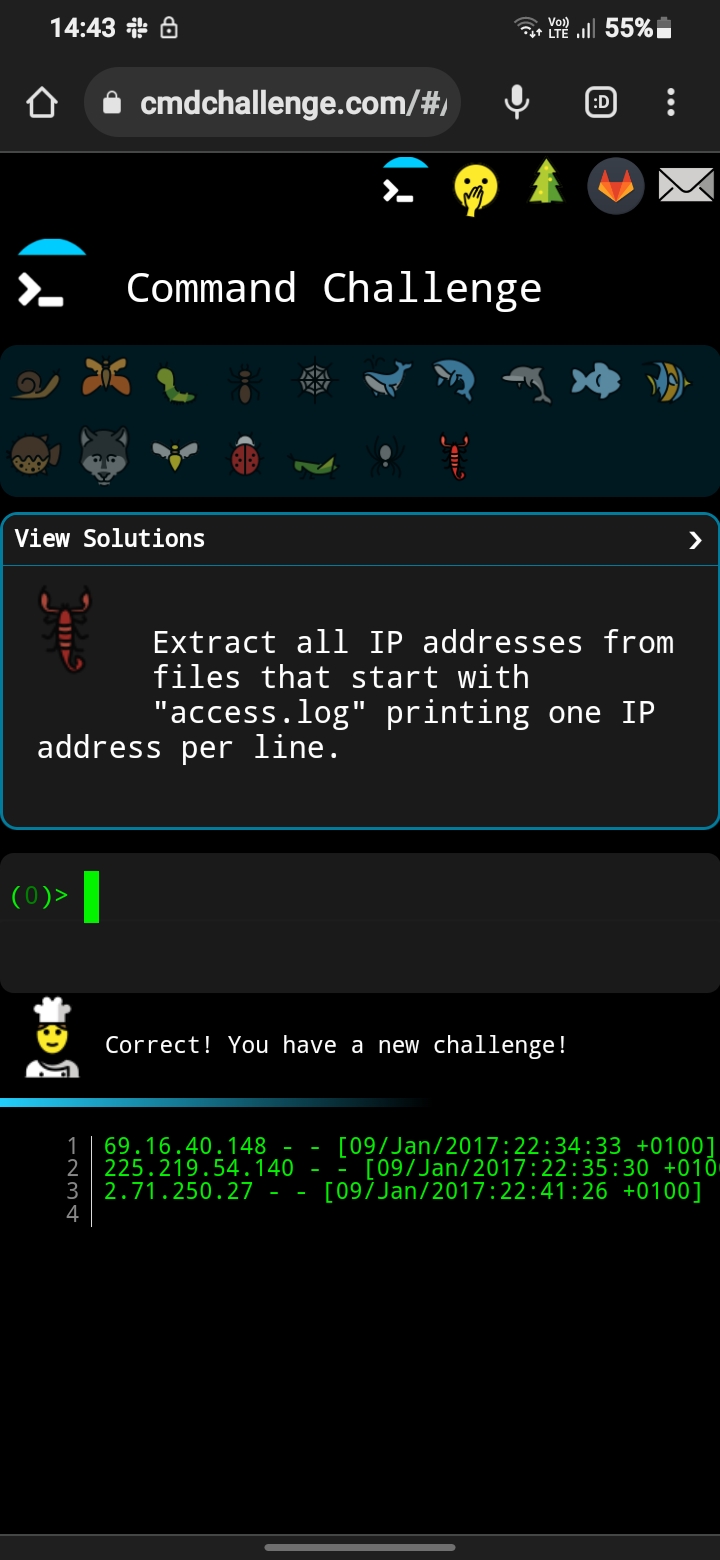 14:43
Vo))
LTE
55%
cmdchallenge.com/#/
:D
Command Challenge
View Solutions
Extract all IP addresses from
files that start with
"access.log" printing one IP
address per line.
(0)>
Correct! You have a new challenge!
1 69.16.40.148 - - [09/Jan/2017:22:34:33 +0100]
2 225.219.54.140 - - [09/Jan/2017:22:35:30 +010
3 2.71.250.27 - - [09/Jan/2017:22:41:26 +0100]
4